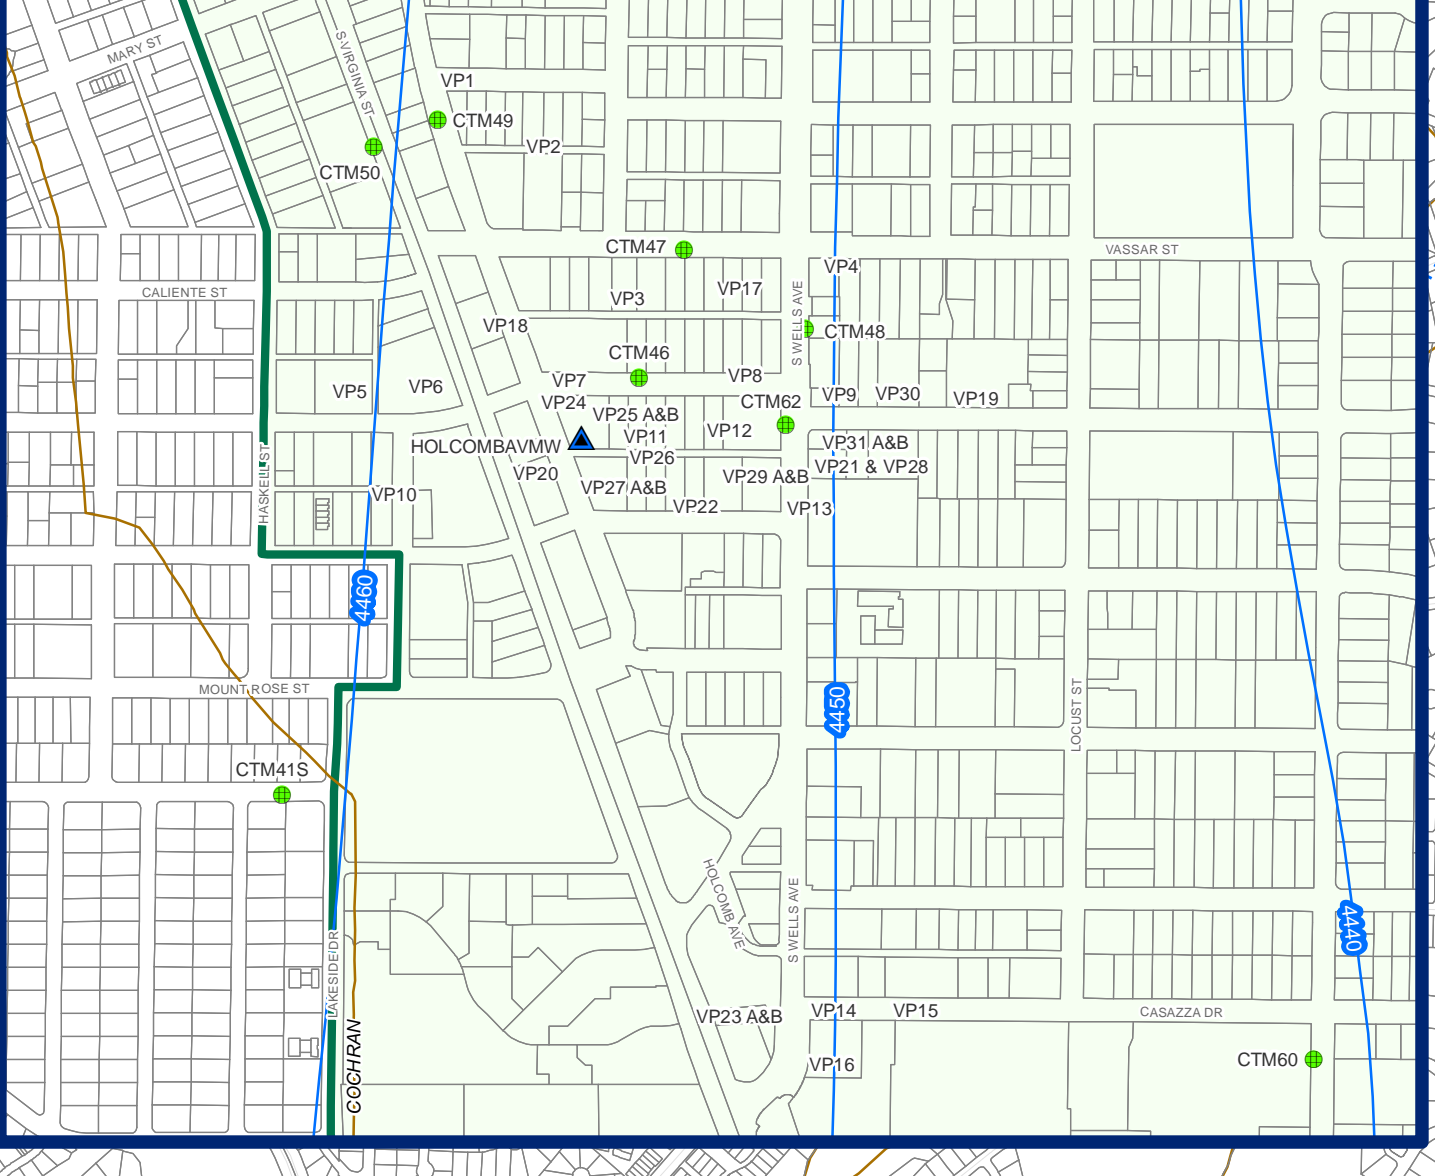 MARY ST
S VIRGINIA ST
VP1
CTM49
VP2
CTM50
CTM47
VASSAR ST
VP4
CALIENTE ST
VP17
VP3
S WELLS AVE
VP18
CTM48
CTM46
VP7
VP8
VP5
VP6
VP9
VP30
VP19
VP24
CTM62
VP25 A&B
VP12
VP11
HOLCOMBAVMW
VP31 A&B
VP26
VP20
VP21 & VP28
VP29 A&B
HASKELL ST
VP27 A&B
VP10
VP22
VP13
4460
MOUNT ROSE ST
4450
LOCUST ST
CTM41S
HOLCOMB AVE
S WELLS AVE
4440
LAKESIDE DR
VP23 A&B
VP14
VP15
CASAZZA DR
COCHRAN
VP16
CTM60